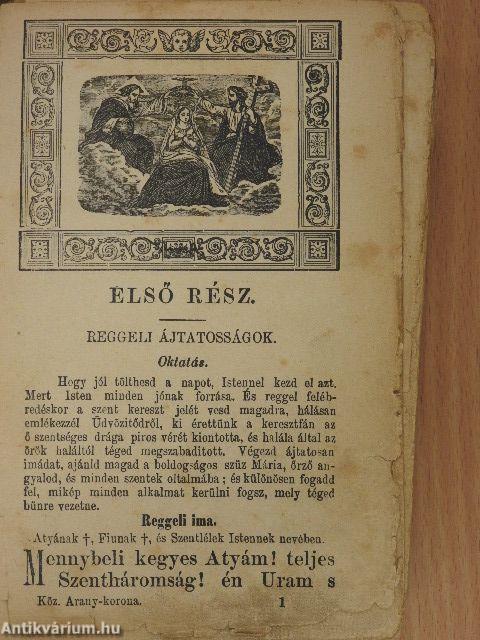 ELSŐ RÉSZ.
REGGELI ÁJTATOSSÁGOK.
Oktatás.
Hogy jól tölthesd a napot, Istennel kezd el azt.
Mert Isten minden jónak forrása. És reggel feléb-
redéskor a szent kereszt jelét vesd magadra, hálásan
emlékezzél Üdvözitődről, ki érettünk a keresztfán az
ő szentséges drága piros vérét kiontotta, és halála által az
örök haláltól téged megszabaditott. Végezd ájtatosan
imádat, ajánld magad a boldogságos szüz Mária, őrző an-
gyalod, és minden szentek oltalmába; és különösen fogadd
fel, mikép minden alkalmat kerülni fogsz, mely téged
bünre vezetne.
Reggeli ima.
Atyának †, Fiunak †, és Szentlélek Istennek nevében.
Mennybeli kegyes Atyám! teljes
Szentháromság! én Uram s
Köz. Arany-korona. 1
Antikvárium.hu